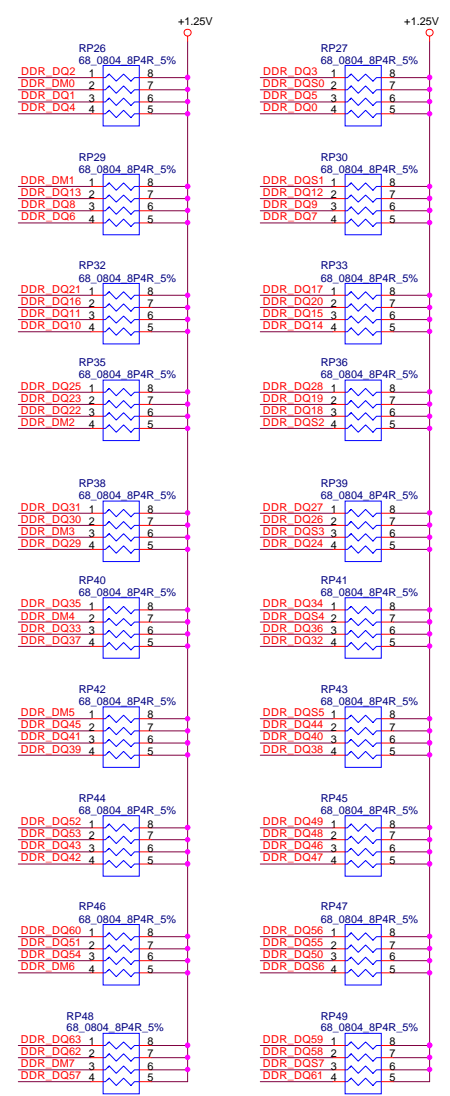 +1.25V
RP26
68_0804_8P4R_5%
DDR_DQ2 1 8
DDR_DM0 2 7
DDR_DQ1 3 6
DDR_DQ4 4 5
RP29
68_0804_8P4R_5%
DDR_DM1 1 8
DDR_DQ13 2 7
DDR_DQ8 3 6
DDR_DQ6 4 5
RP32
68_0804_8P4R_5%
DDR_DQ21 1 8
DDR_DQ16 2 7
DDR_DQ11 3 6
DDR_DQ10 4 5
RP35
68_0804_8P4R_5%
DDR_DQ25 1 8
DDR_DQ23 2 7
DDR_DQ22 3 6
DDR_DM2 4 5
RP38
68_0804_8P4R_5%
DDR_DQ31 1 8
DDR_DQ30 2 7
DDR_DM3 3 6
DDR_DQ29 4 5
RP40
68_0804_8P4R_5%
DDR_DQ35 1 8
DDR_DM4 2 7
DDR_DQ33 3 6
DDR_DQ37 4 5
RP42
68_0804_8P4R_5%
DDR_DM5 1 8
DDR_DQ45 2 7
DDR_DQ41 3 6
DDR_DQ39 4 5
RP44
68_0804_8P4R_5%
DDR_DQ52 1 8
DDR_DQ53 2 7
DDR_DQ43 3 6
DDR_DQ42 4 5
RP46
68_0804_8P4R_5%
DDR_DQ60 1 8
DDR_DQ51 2 7
DDR_DQ54 3 6
DDR_DM6 4 5
RP48
68_0804_8P4R_5%
DDR_DQ63 1 8
DDR_DQ62 2 7
DDR_DM7 3 6
DDR_DQ57 4 5
+1.25V
RP27
68_0804_8P4R_5%
DDR_DQ3 1 8
DDR_DQS0 2 7
DDR_DQ5 3 6
DDR_DQ0 4 5
RP30
68_0804_8P4R_5%
DDR_DQS1 1 8
DDR_DQ12 2 7
DDR_DQ9 3 6
DDR_DQ7 4 5
RP33
68_0804_8P4R_5%
DDR_DQ17 1 8
DDR_DQ20 2 7
DDR_DQ15 3 6
DDR_DQ14 4 5
RP36
68_0804_8P4R_5%
DDR_DQ28 1 8
DDR_DQ19 2 7
DDR_DQ18 3 6
DDR_DQS2 4 5
RP39
68_0804_8P4R_5%
DDR_DQ27 1 8
DDR_DQ26 2 7
DDR_DQS3 3 6
DDR_DQ24 4 5
RP41
68_0804_8P4R_5%
DDR_DQ34 1 8
DDR_DQS4 2 7
DDR_DQ36 3 6
DDR_DQ32 4 5
RP43
68_0804_8P4R_5%
DDR_DQS5 1 8
DDR_DQ44 2 7
DDR_DQ40 3 6
DDR_DQ38 4 5
RP45
68_0804_8P4R_5%
DDR_DQ49 1 8
DDR_DQ48 2 7
DDR_DQ46 3 6
DDR_DQ47 4 5
RP47
68_0804_8P4R_5%
DDR_DQ56 1 8
DDR_DQ55 2 7
DDR_DQ50 3 6
DDR_DQS6 4 5
RP49
68_0804_8P4R_5%
DDR_DQ59 1 8
DDR_DQ58 2 7
DDR_DQS7 3 6
DDR_DQ61 4 5